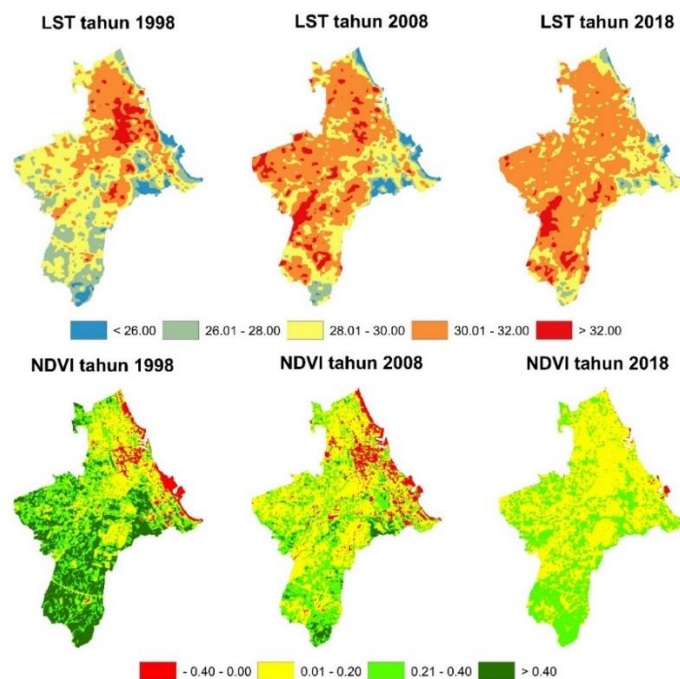 LST tahun 1998 LST tahun 2008 LST tahun 2018
< 26.00 26.01 - 28.00 28.01 - 30.00 30.01 - 32.00 > 32.00
NDVI tahun 1998 NDVI tahun 2008 NDVI tahun 2018
- 0.40 - 0.00 0.01 - 0.20 0.21 - 0.40 > 0.40